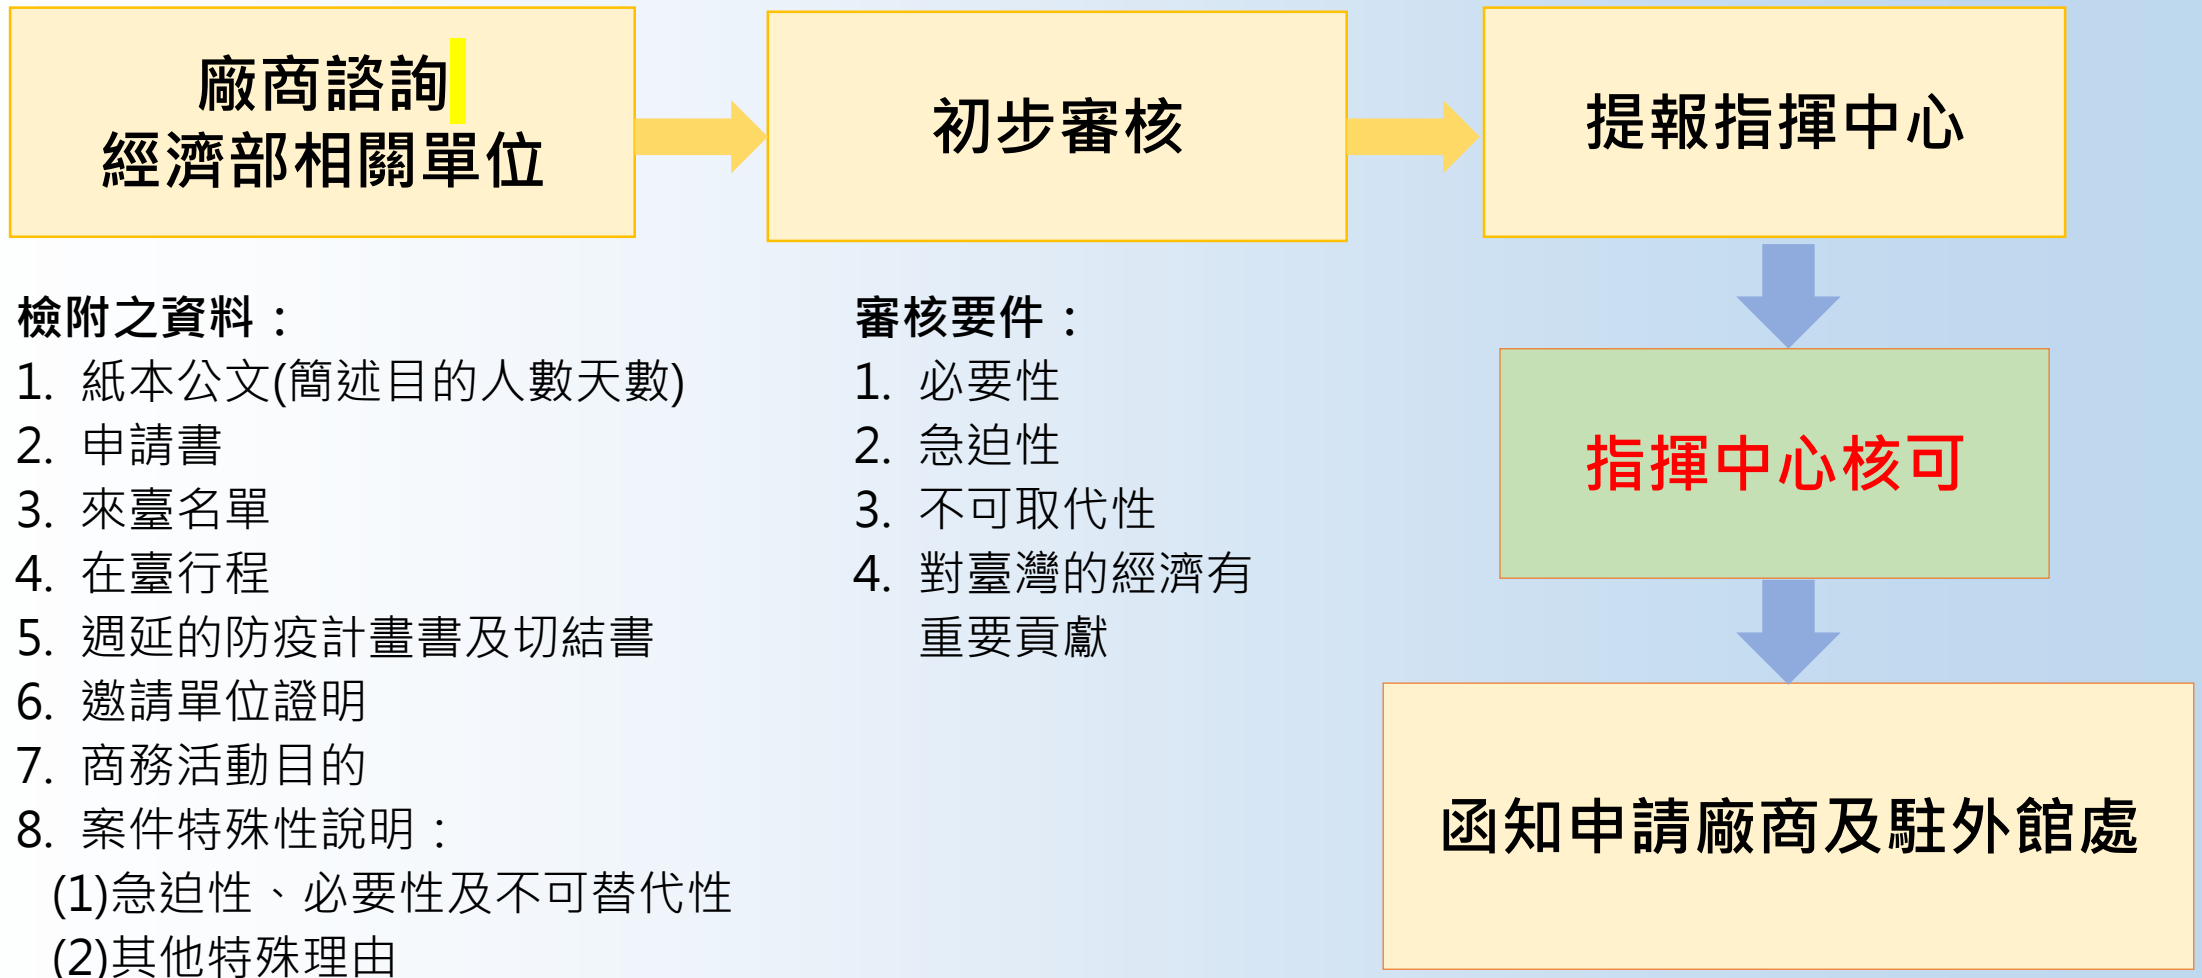 廠商諮詢
經濟部相關單位
初步審核
提報指揮中心
檢附之資料：
1. 紙本公文(簡述目的人數天數)
2. 申請書
3. 來臺名單
4. 在臺行程
5. 週延的防疫計畫書及切結書
6. 邀請單位證明
7. 商務活動目的
8. 案件特殊性說明：
(1)急迫性、必要性及不可替代性
(2)其他特殊理由
審核要件：
1. 必要性
2. 急迫性
3. 不可取代性
4. 對臺灣的經濟有
重要貢獻
指揮中心核可
函知申請廠商及駐外館處